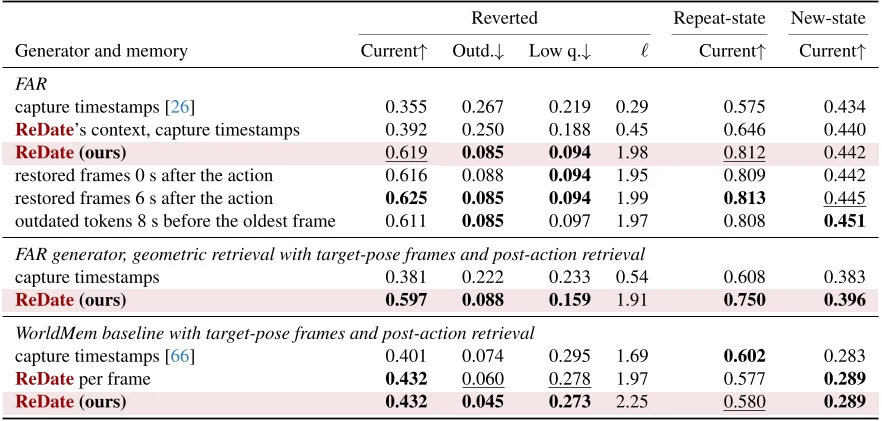 Reverted Repeat-state New-state
Generator and memory Current↑ Outd.↓ Low q.↓ ℓ Current↑ Current↑
FAR
capture timestamps [26] 0.355 0.267 0.219 0.29 0.575 0.434
ReDate's context, capture timestamps 0.392 0.250 0.188 0.45 0.646 0.440
ReDate (ours) 0.619 0.085 0.094 1.98 0.812 0.442
restored frames 0 s after the action 0.616 0.088 0.094 1.95 0.809 0.442
restored frames 6 s after the action 0.625 0.085 0.094 1.99 0.813 0.445
outdated tokens 8 s before the oldest frame 0.611 0.085 0.097 1.97 0.808 0.451
FAR generator, geometric retrieval with target-pose frames and post-action retrieval
capture timestamps 0.381 0.222 0.233 0.54 0.608 0.383
ReDate (ours) 0.597 0.088 0.159 1.91 0.750 0.396
WorldMem baseline with target-pose frames and post-action retrieval
capture timestamps [66] 0.401 0.074 0.295 1.69 0.602 0.283
ReDate per frame 0.432 0.060 0.278 1.97 0.577 0.289
ReDate (ours) 0.432 0.045 0.273 2.25 0.580 0.289